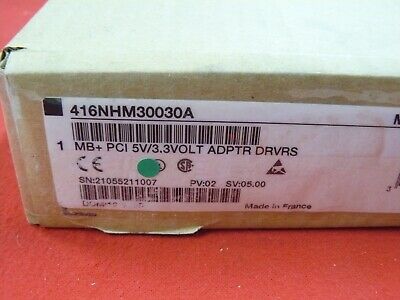 416NHM30030A
1 MB+ PCI 5V/3.3VOLT ADPTR DRVRS
CE
SN:21055211007 PV:02 SV:05.00
Made in France